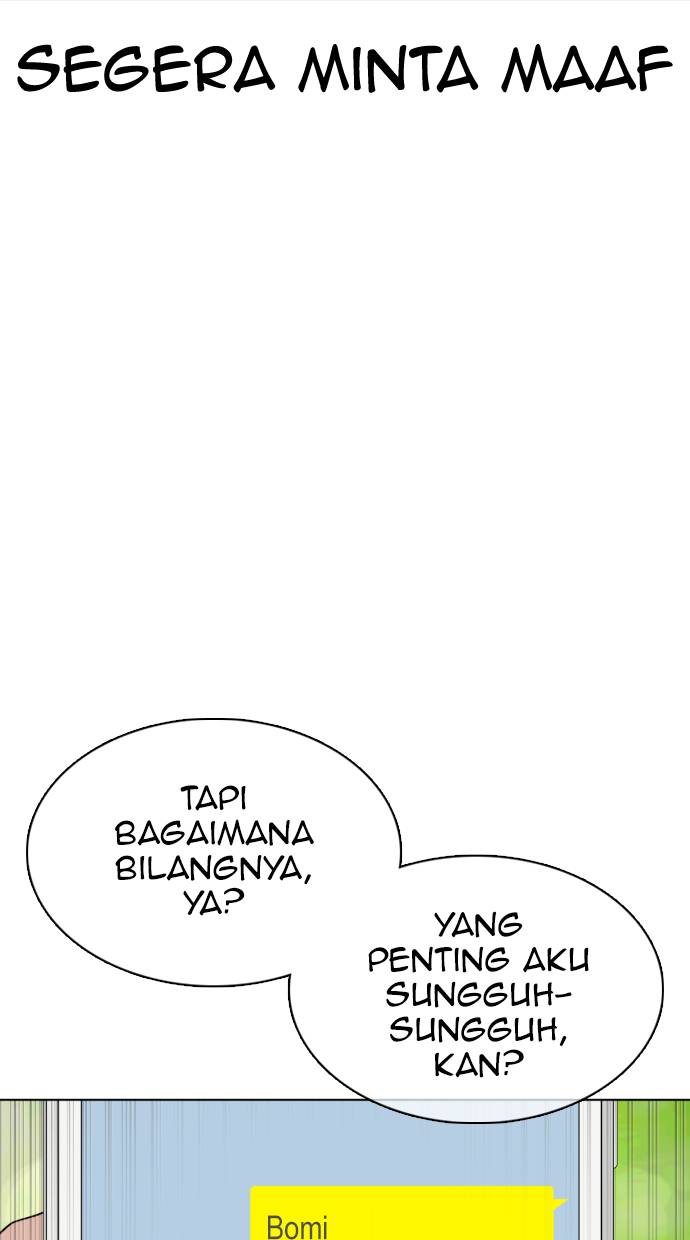 SEGERA MINTA MAAF
TAPI
BAGAIMANA
BILANGNYA,
YA?
YANG
PENTING AKU
SUNGGUH-
SUNGGUH,
KAN?
Bomi